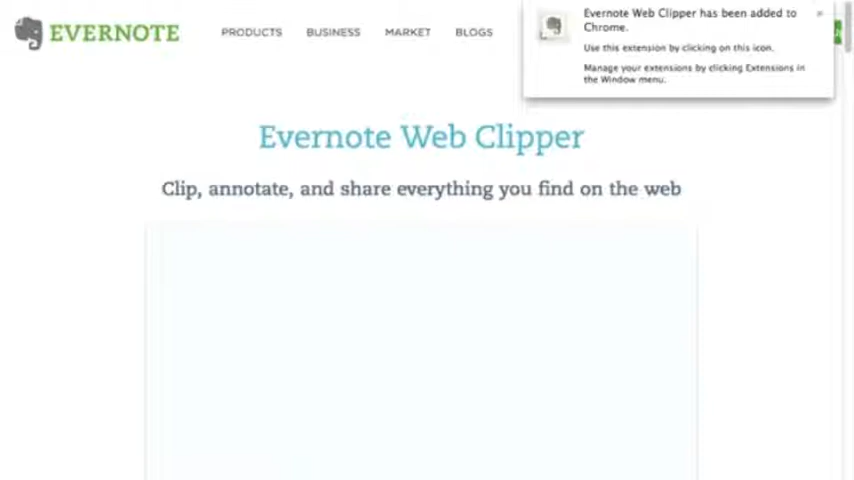 EVERNOTE
PRODUCTS BUSINESS MARKET BLOGS
Evernote Web Clipper has been added to
Chrome.
Use this extension by clicking on this icon.
Manage your extensions by clicking Extensions in
the Window menu.
Evernote Web Clipper
Clip, annotate, and share everything you find on the web